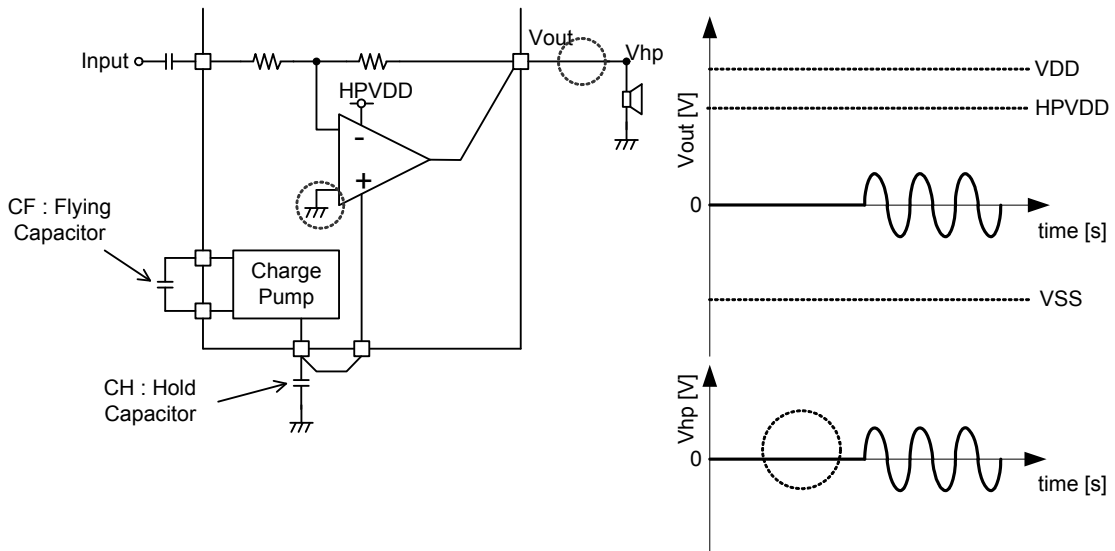 Input
Vout
Vhp
HPVDD
-
+
CF : Flying
Capacitor
Charge
Pump
CH : Hold
Capacitor
Vout [V]
VDD
HPVDD
0
time [s]
VSS
Vhp [V]
0
time [s]